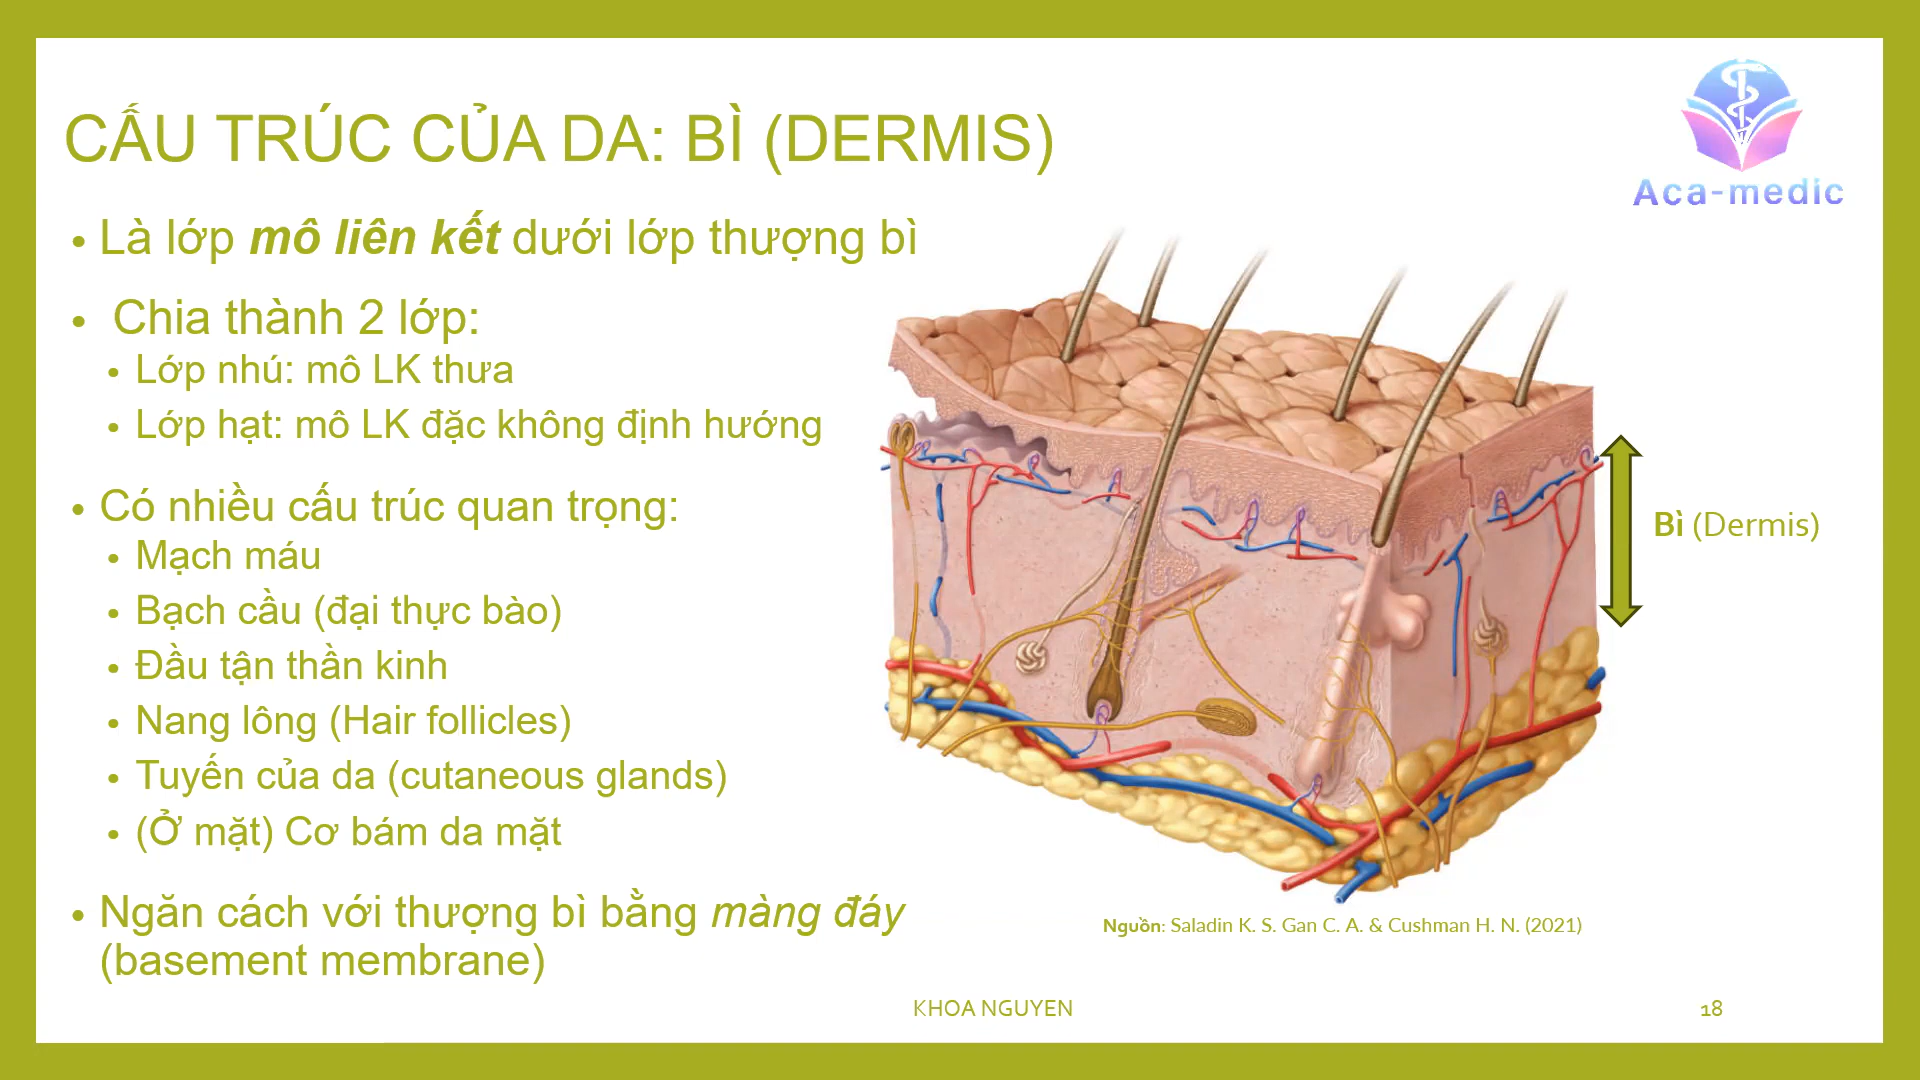 CẤU TRÚC CỦA DA: BÌ (DERMIS)
Aca-medic
• Là lớp mô liên kết dưới lớp thượng bì
• Chia thành 2 lớp:
• Lớp nhú: mô LK thưa
• Lớp hạt: mô LK đặc không định hướng
• Có nhiều cấu trúc quan trọng:
• Mạch máu
• Bạch cầu (đại thực bào)
• Đầu tận thần kinh
• Nang lông (Hair follicles)
• Tuyến của da (cutaneous glands)
• (Ở mặt) Cơ bám da mặt
• Ngăn cách với thượng bì bằng màng đáy
(basement membrane)
Bì (Dermis)
Nguồn: Saladin K. S. Gan C. A. & Cushman H. N. (2021)
KHOA NGUYEN
18